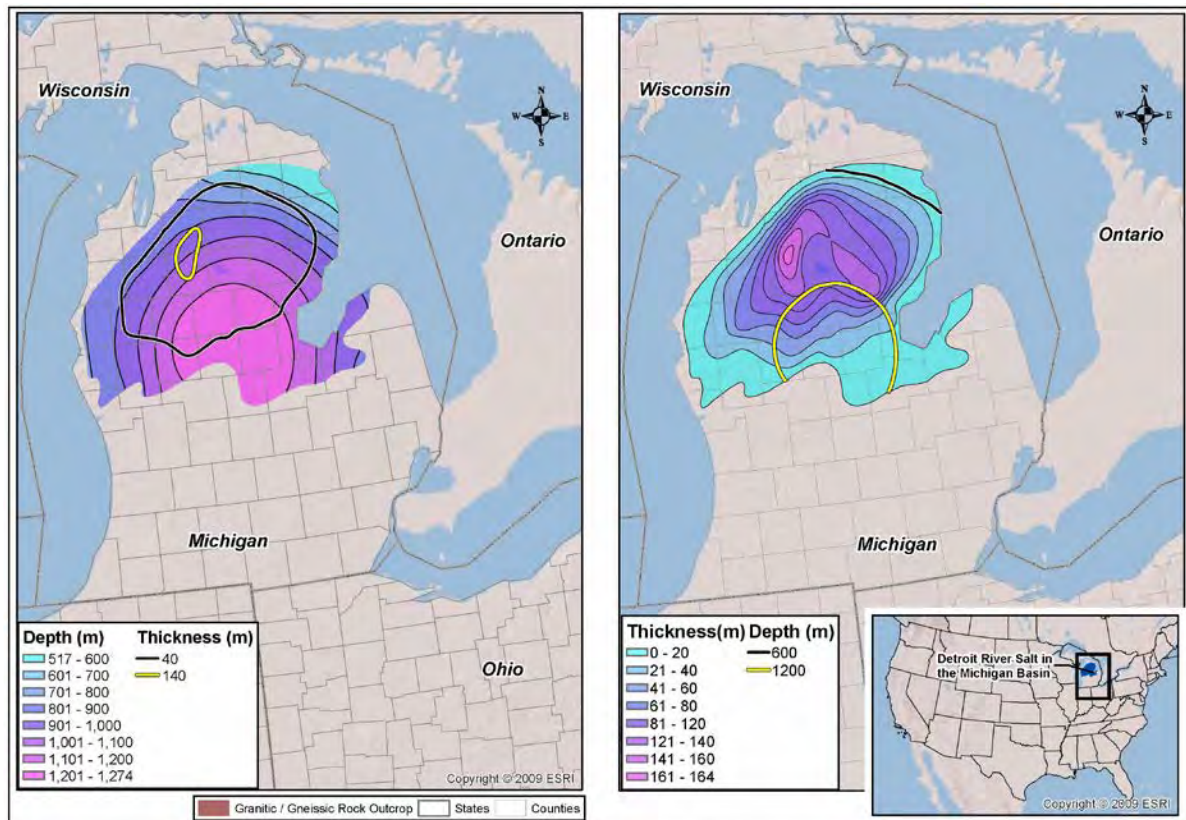 Wisconsin
N
W E
S
Ontario
Michigan
Ohio
Depth (m)
517 - 600
601 - 700
701 - 800
801 - 900
901 - 1,000
1,001 - 1,100
1,101 - 1,200
1,201 - 1,274
Thickness (m)
40
140
Copyright © 2009 ESRI
Granitic / Gneissic Rock Outcrop
States
Counties
Wisconsin
N
W E
S
Ontario
Michigan
Thickness(m)
0 - 20
21 - 40
41 - 60
61 - 80
81 - 120
121 - 140
141 - 160
161 - 164
Depth (m)
600
1200
Detroit River Salt in
the Michigan Basin
Copyright © 2009 ESRI